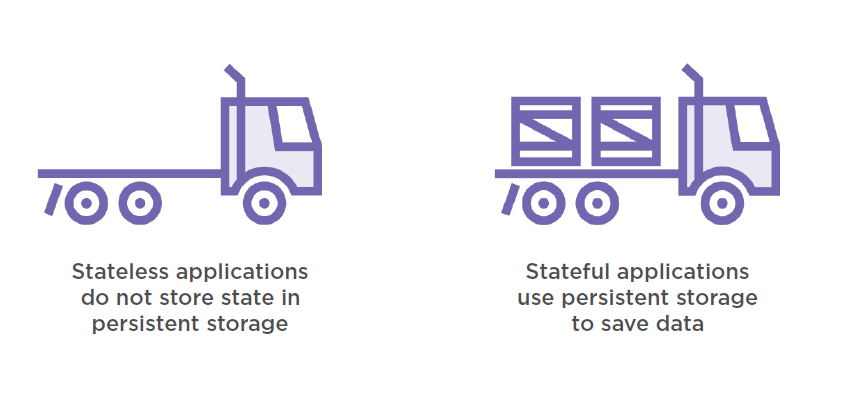 Stateless applications
do not store state in
persistent storage
Stateful applications
use persistent storage
to save data